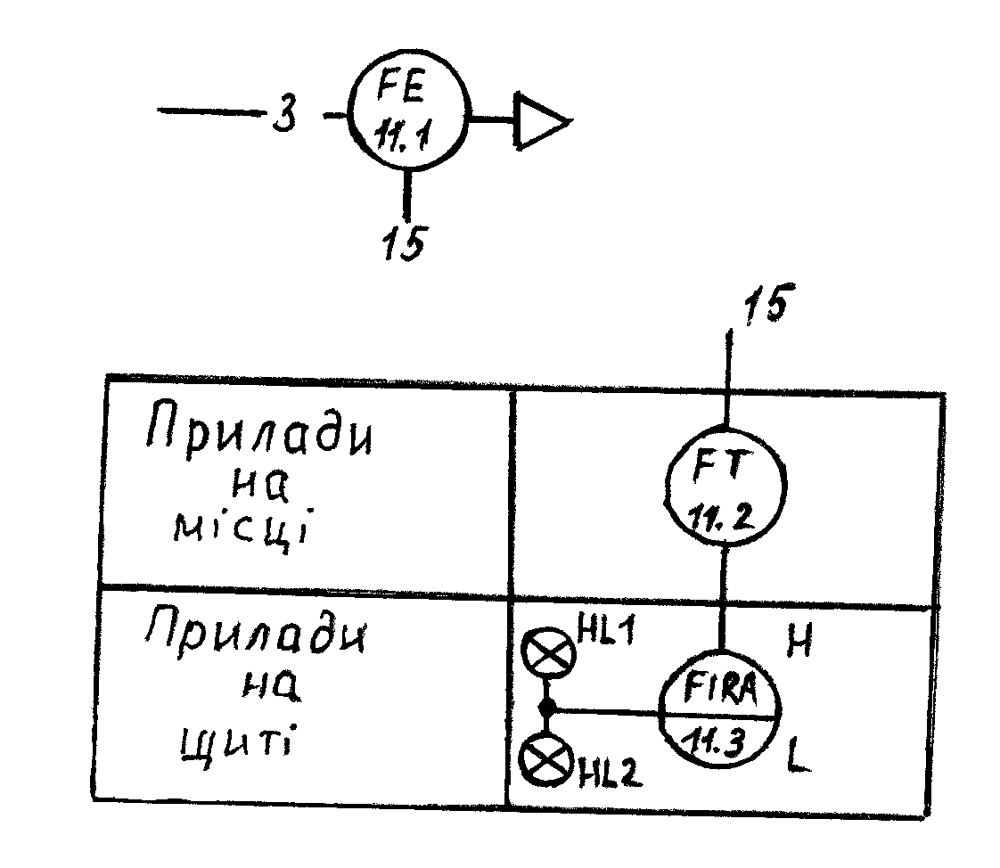 3
FE
11.1
15
15
Прилади
на
місці
FT
11.2
Прилади
на
щиті
HL1
H
FIRA
11.3
HL2
L